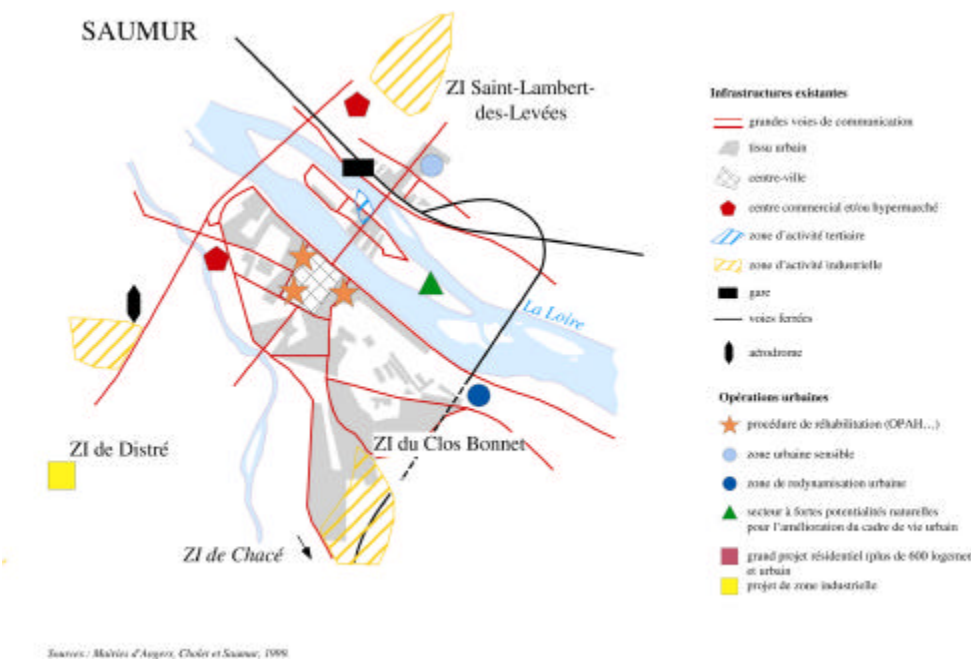 SAUMUR
ZI Saint-Lambert-
des-Levées
La Loire
ZI de Distré
ZI du Clos Bonnet
ZI de Chacé
Infrastructures existantes
grandes voies de communication
tissu urbain
centre-ville
centre commercial et/ou hypermarché
zone d'activité tertiaire
zone d'activité industrielle
gare
voies ferrées
aérodrome
Opérations urbaines
procédure de réhabilitation (OPAH...)
zone urbaine sensible
zone de redynamisation urbaine
secteur à fortes potentialités naturelles
pour l'amélioration du cadre de vie urbain
grand projet résidentiel (plus de 600 logemen
et urbain
projet de zone industrielle
Sources : Mairies d'Angers, Cholet et Saumur, 1999.